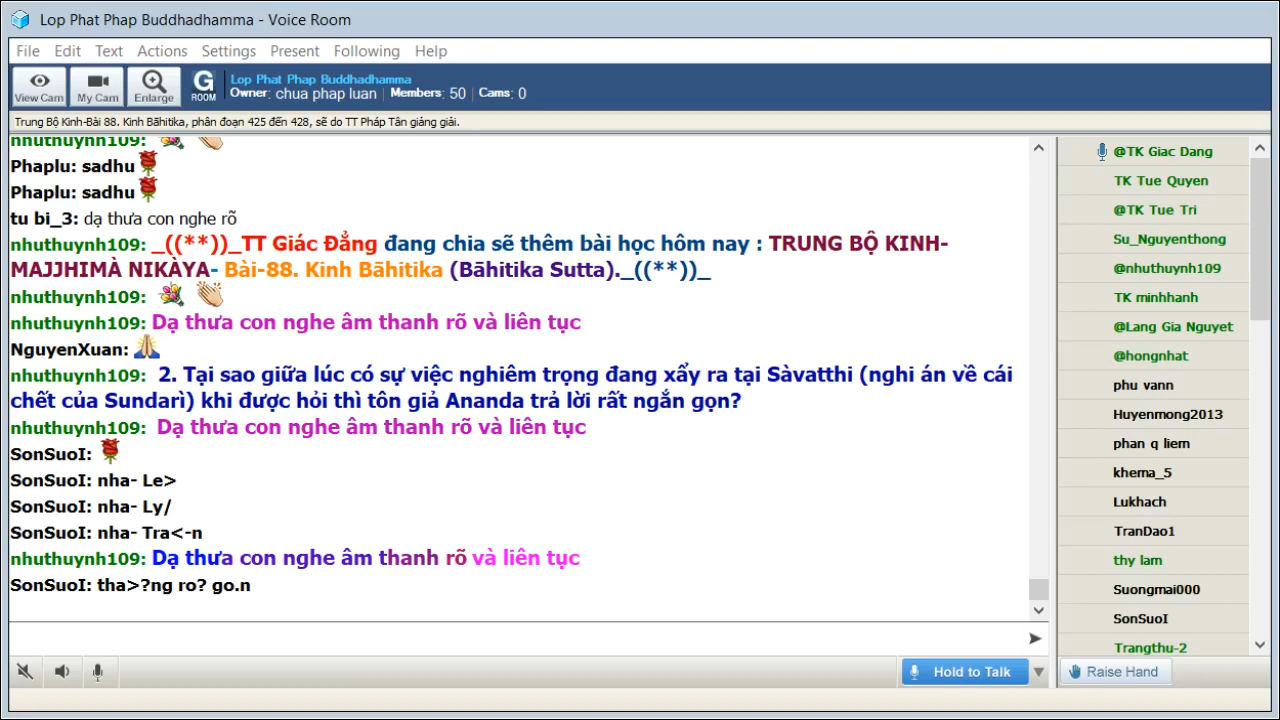 Lop Phat Phap Buddhadhamma - Voice Room
File Edit Text Actions Settings Present Following Help
View Cam My Cam Enlarge G ROOM
Lop Phat Phap Buddhadhamma
Owner: chua phap luan | Members: 50 | Cams: 0
Trung Bộ Kinh-Bài 88. Kinh Bāhitika, phân đoạn 425 đến 428, sẽ do TT Pháp Tân giảng giải.
nhuthuynh109:
Phaplu: sadhu
Phaplu: sadhu
tu bi_3: dạ thưa con nghe rõ
nhuthuynh109: _((**))_TT Giác Đẳng đang chia sẽ thêm bài học hôm nay : TRUNG BỘ KINH-
MAJJHIMÀ NIKÀYA- Bài-88. Kinh Bāhitika (Bāhitika Sutta)._((**))_
nhuthuynh109:
nhuthuynh109: Dạ thưa con nghe âm thanh rõ và liên tục
NguyenXuan:
nhuthuynh109: 2. Tại sao giữa lúc có sự việc nghiêm trọng đang xẩy ra tại Sàvatthi (nghi án về cái
chết của Sundarì) khi được hỏi thì tôn giả Ananda trả lời rất ngắn gọn?
nhuthuynh109: Dạ thưa con nghe âm thanh rõ và liên tục
SonSuoI:
SonSuoI: nha- Le>
SonSuoI: nha- Ly/
SonSuoI: nha- Tra<-n
nhuthuynh109: Dạ thưa con nghe âm thanh rõ và liên tục
SonSuoI: tha>?ng ro? go.n
@TK Giac Dang
TK Tue Quyen
@TK Tue Tri
Su_Nguyenthong
@nhuthuynh109
TK minhhanh
@Lang Gia Nguyet
@hongnhat
phu vann
Huyenmong2013
phan q liem
khema_5
Lukhach
TranDao1
thy lam
Suongmai000
SonSuoI
Trangthu-2
Hold to Talk
Raise Hand